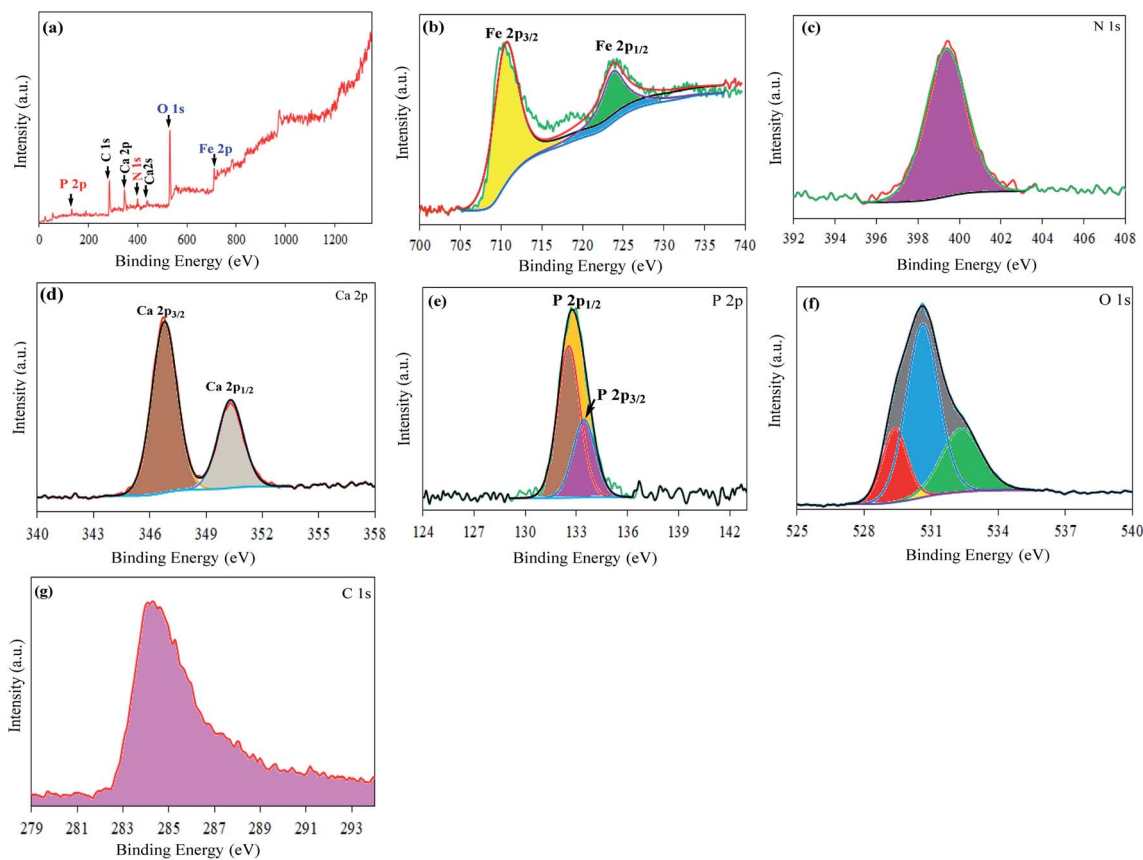 (a)
Intensity (a.u.)
P 2p
C 1s
Ca 2p
N 1s
Ca2s
O 1s
Fe 2p
0 200 400 600 800 1000 1200
Binding Energy (eV)
(b)
Fe 2p3/2
Fe 2p1/2
Intensity (a.u.)
700 705 710 715 720 725 730 735 740
Binding Energy (eV)
(c)
N 1s
Intensity (a.u.)
392 394 396 398 400 402 404 406 408
Binding Energy (eV)
(d)
Ca 2p
Ca 2p3/2
Ca 2p1/2
Intensity (a.u.)
340 343 346 349 352 355 358
Binding Energy (eV)
(e)
P 2p1/2
P 2p
P 2p3/2
Intensity (a.u.)
124 127 130 133 136 139 142
Binding Energy (eV)
(f)
O 1s
Intensity (a.u.)
525 528 531 534 537 540
Binding Energy (eV)
(g)
C 1s
Intensity (a.u.)
279 281 283 285 287 289 291 293
Binding Energy (eV)